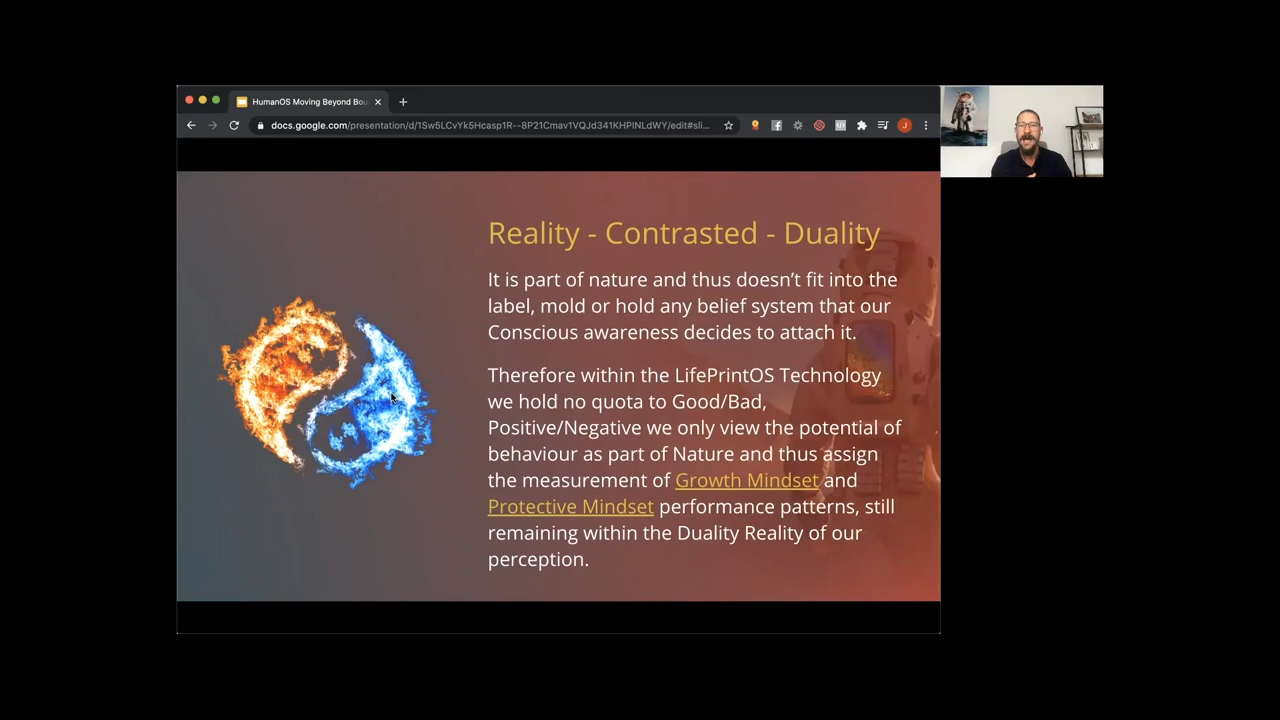 HumanOS Moving Beyond Bou
docs.google.com/presentation/d/1Sw5LCvYk5Hcasp1R--8P21Cmav1VQJd341KHPINLdWY/edit#sli...
J
Reality - Contrasted - Duality
It is part of nature and thus doesn’t fit into the
label, mold or hold any belief system that our
Conscious awareness decides to attach it.
Therefore within the LifePrintOS Technology
we hold no quota to Good/Bad,
Positive/Negative we only view the potential of
behaviour as part of Nature and thus assign
the measurement of Growth Mindset and
Protective Mindset performance patterns, still
remaining within the Duality Reality of our
perception.